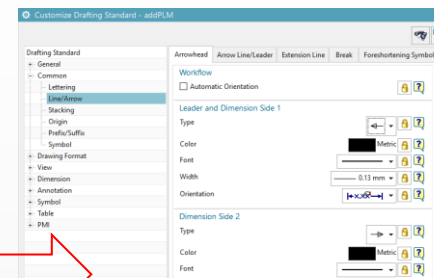 Customize Drafting Standard - addPLM
Drafting Standard
General
Common
Lettering
Line/Arrow
Stacking
Origin
Prefix/Suffix
Symbol
Drawing Format
View
Dimension
Annotation
Symbol
Table
PMI
Arrowhead Arrow Line/Leader Extension Line Break Foreshortening Symbol
Workflow
Automatic Orientation
Leader and Dimension Side 1
Type
Color Metric
Font
Width 0.13 mm
Orientation
Dimension Side 2
Type
Color Metric
Font